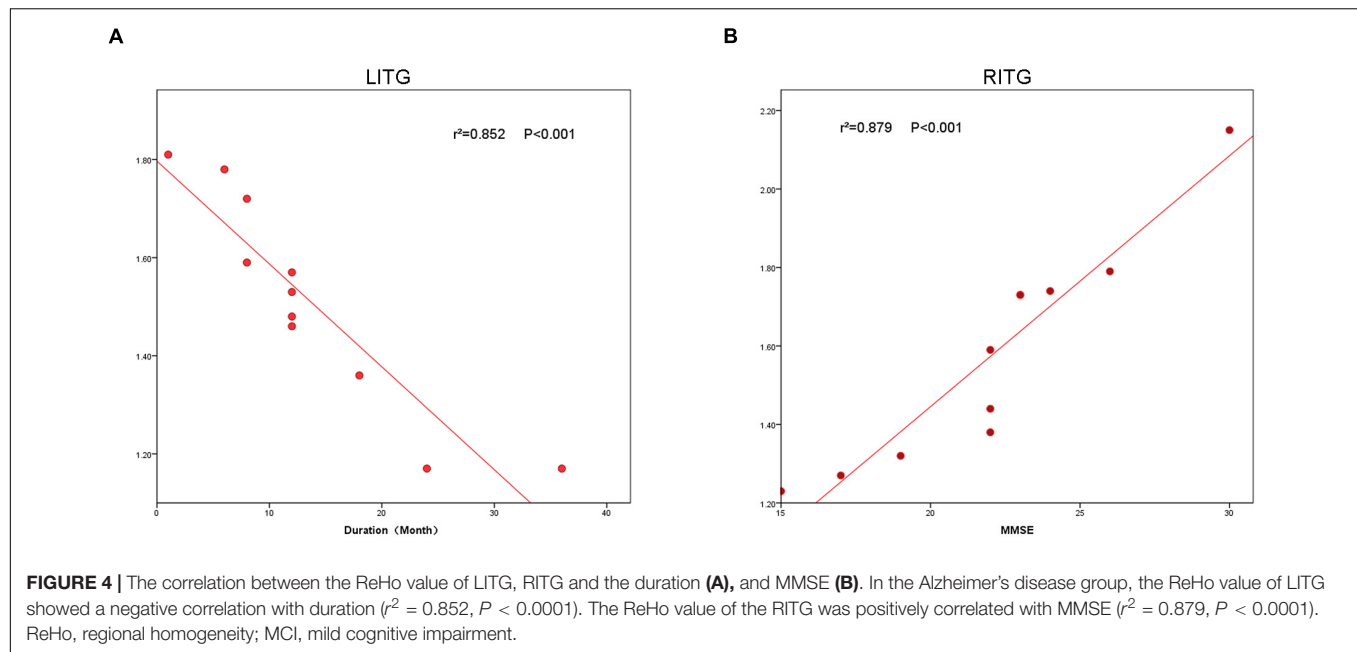 A
LITG
r²=0.852 P<0.001
1.80
1.60
1.40
1.20
0
10
20
30
40
Duration（Month）
B
RITG
r²=0.879 P<0.001
2.20
2.00
1.80
1.60
1.40
1.20
15
20
25
30
MMSE
FIGURE 4 | The correlation between the ReHo value of LITG, RITG and the duration (A), and MMSE (B). In the Alzheimer's disease group, the ReHo value of LITG
showed a negative correlation with duration (r² = 0.852, P < 0.0001). The ReHo value of the RITG was positively correlated with MMSE (r² = 0.879, P < 0.0001).
ReHo, regional homogeneity; MCI, mild cognitive impairment.